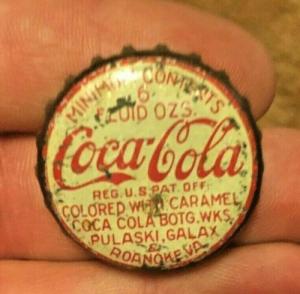 MINIMUM CONTENTS
6
FLUID OZS.
Coca-Cola
REG. U.S. PAT. OFF.
COLORED WITH CARAMEL
COCA COLA BOTG. WKS.
PULASKI, GALAX
&
ROANOKE, VA.